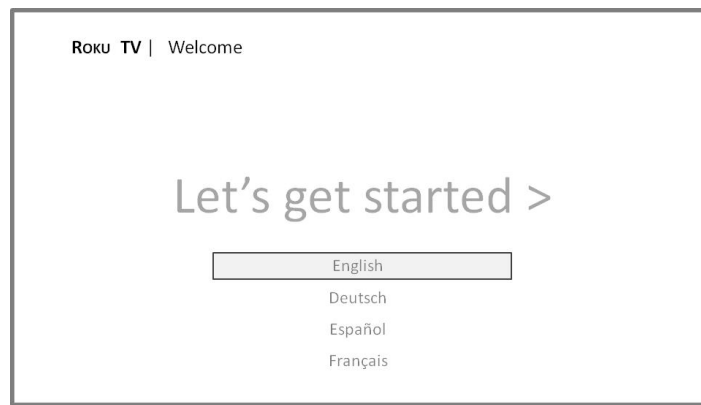 Roku TV | Welcome
Let's get started >
English
Deutsch
Español
Français